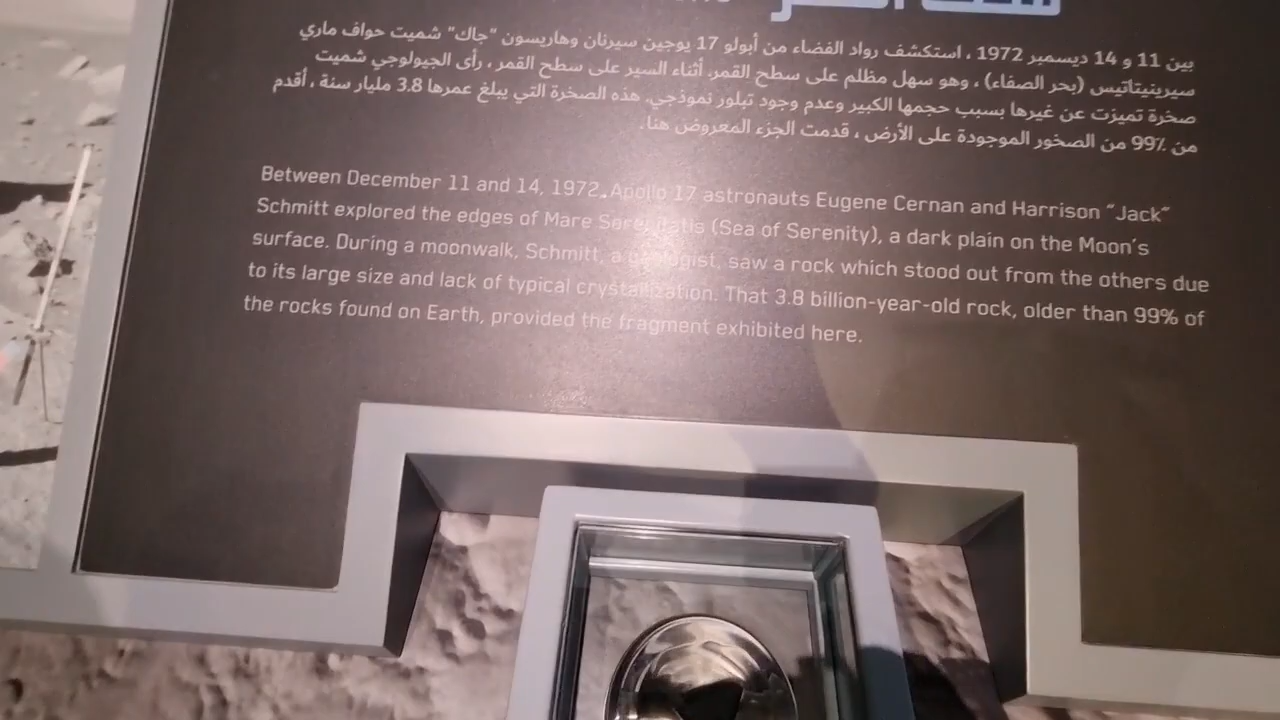 بين 11 و 14 ديسمبر 1972 ، استكشف رواد الفضاء من أبولو 17 يوجين سيرنان وهاريسون "جاك" شميت حواف ماري
سيرينيتاتيس (بحر الصفاء) ، وهو سهل مظلم على سطح القمر. أثناء السير على سطح القمر ، رأى الجيولوجي شميت
صخرة تميزت عن غيرها بسبب حجمها الكبير وعدم وجود تبلور نموذجي. هذه الصخرة التي يبلغ عمرها 3.8 مليار سنة ، أقدم
من 99٪ من الصخور الموجودة على الأرض ، قدمت الجزء المعروض هنا.
Between December 11 and 14, 1972, Apollo 17 astronauts Eugene Cernan and Harrison "Jack"
Schmitt explored the edges of Mare Serenitatis (Sea of Serenity), a dark plain on the Moon's
surface. During a moonwalk, Schmitt, a geologist, saw a rock which stood out from the others due
to its large size and lack of typical crystallization. That 3.8 billion-year-old rock, older than 99% of
the rocks found on Earth, provided the fragment exhibited here.